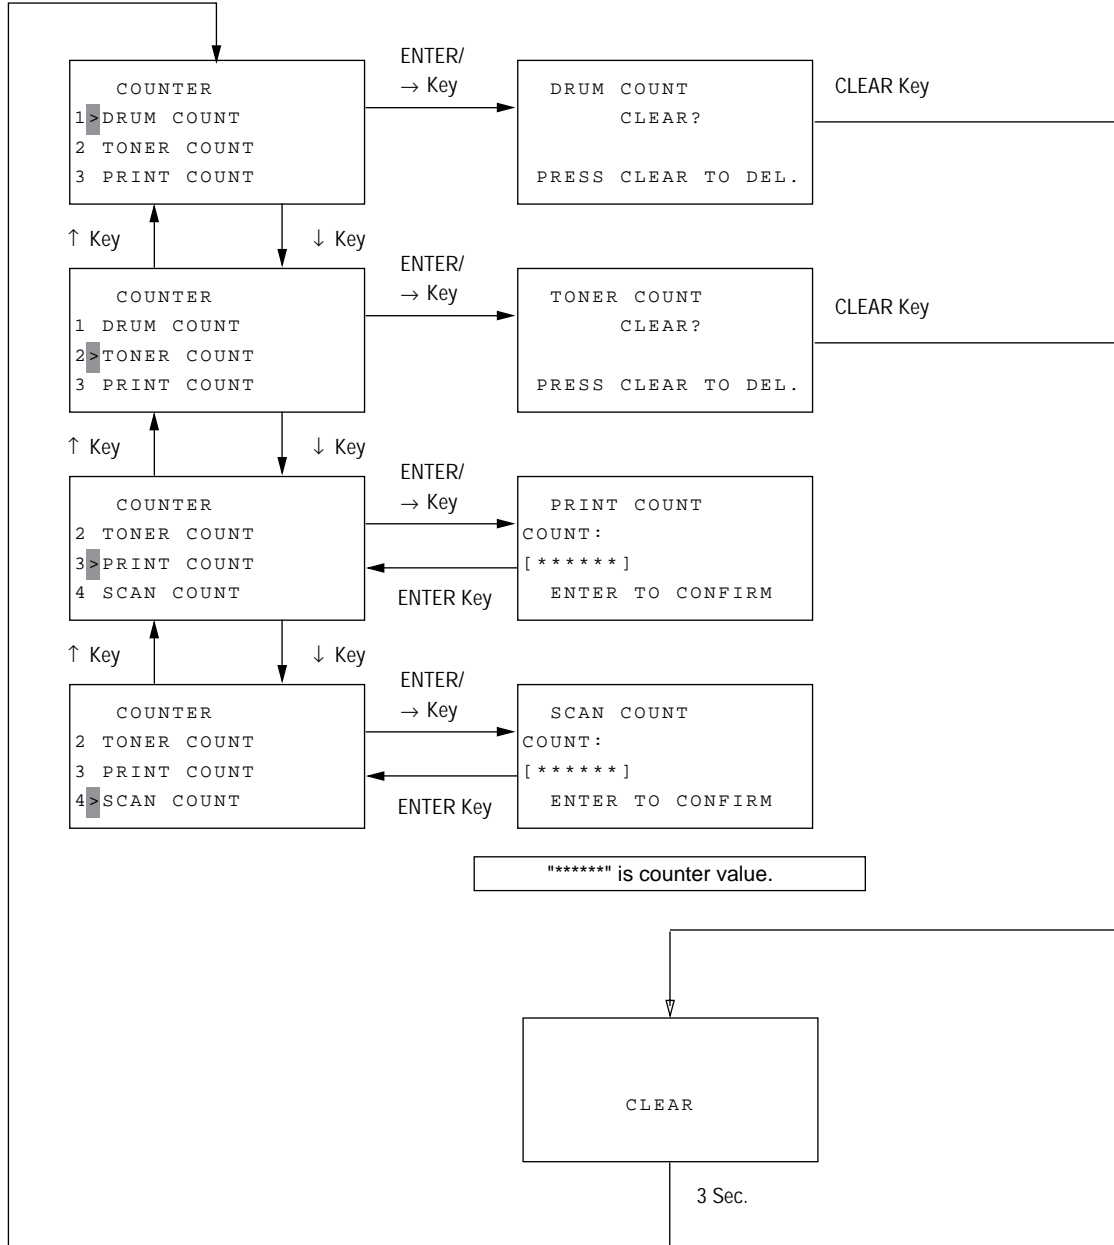 COUNTER
1>DRUM COUNT
2 TONER COUNT
3 PRINT COUNT
ENTER/
→ Key
DRUM COUNT
CLEAR?
PRESS CLEAR TO DEL.
CLEAR Key
↑ Key
↓ Key
COUNTER
1 DRUM COUNT
2>TONER COUNT
3 PRINT COUNT
ENTER/
→ Key
TONER COUNT
CLEAR?
PRESS CLEAR TO DEL.
CLEAR Key
↑ Key
↓ Key
COUNTER
2 TONER COUNT
3>PRINT COUNT
4 SCAN COUNT
ENTER/
→ Key
ENTER Key
PRINT COUNT
COUNT:
[******]
ENTER TO CONFIRM
↑ Key
↓ Key
COUNTER
2 TONER COUNT
3 PRINT COUNT
4>SCAN COUNT
ENTER/
→ Key
ENTER Key
SCAN COUNT
COUNT:
[******]
ENTER TO CONFIRM
"******" is counter value.
CLEAR
3 Sec.